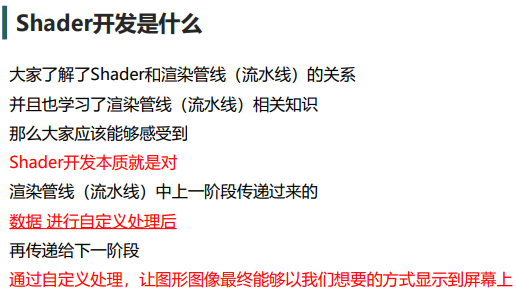 Shader开发是什么
大家了解了Shader和渲染管线（流水线）的关系
并且也学习了渲染管线（流水线）相关知识
那么大家应该能够感受到
Shader开发本质就是对
渲染管线（流水线）中上一阶段传递过来的
数据 进行自定义处理后
再传递给下一阶段
通过自定义处理，让图形图像最终能够以我们想要的方式显示到屏幕上